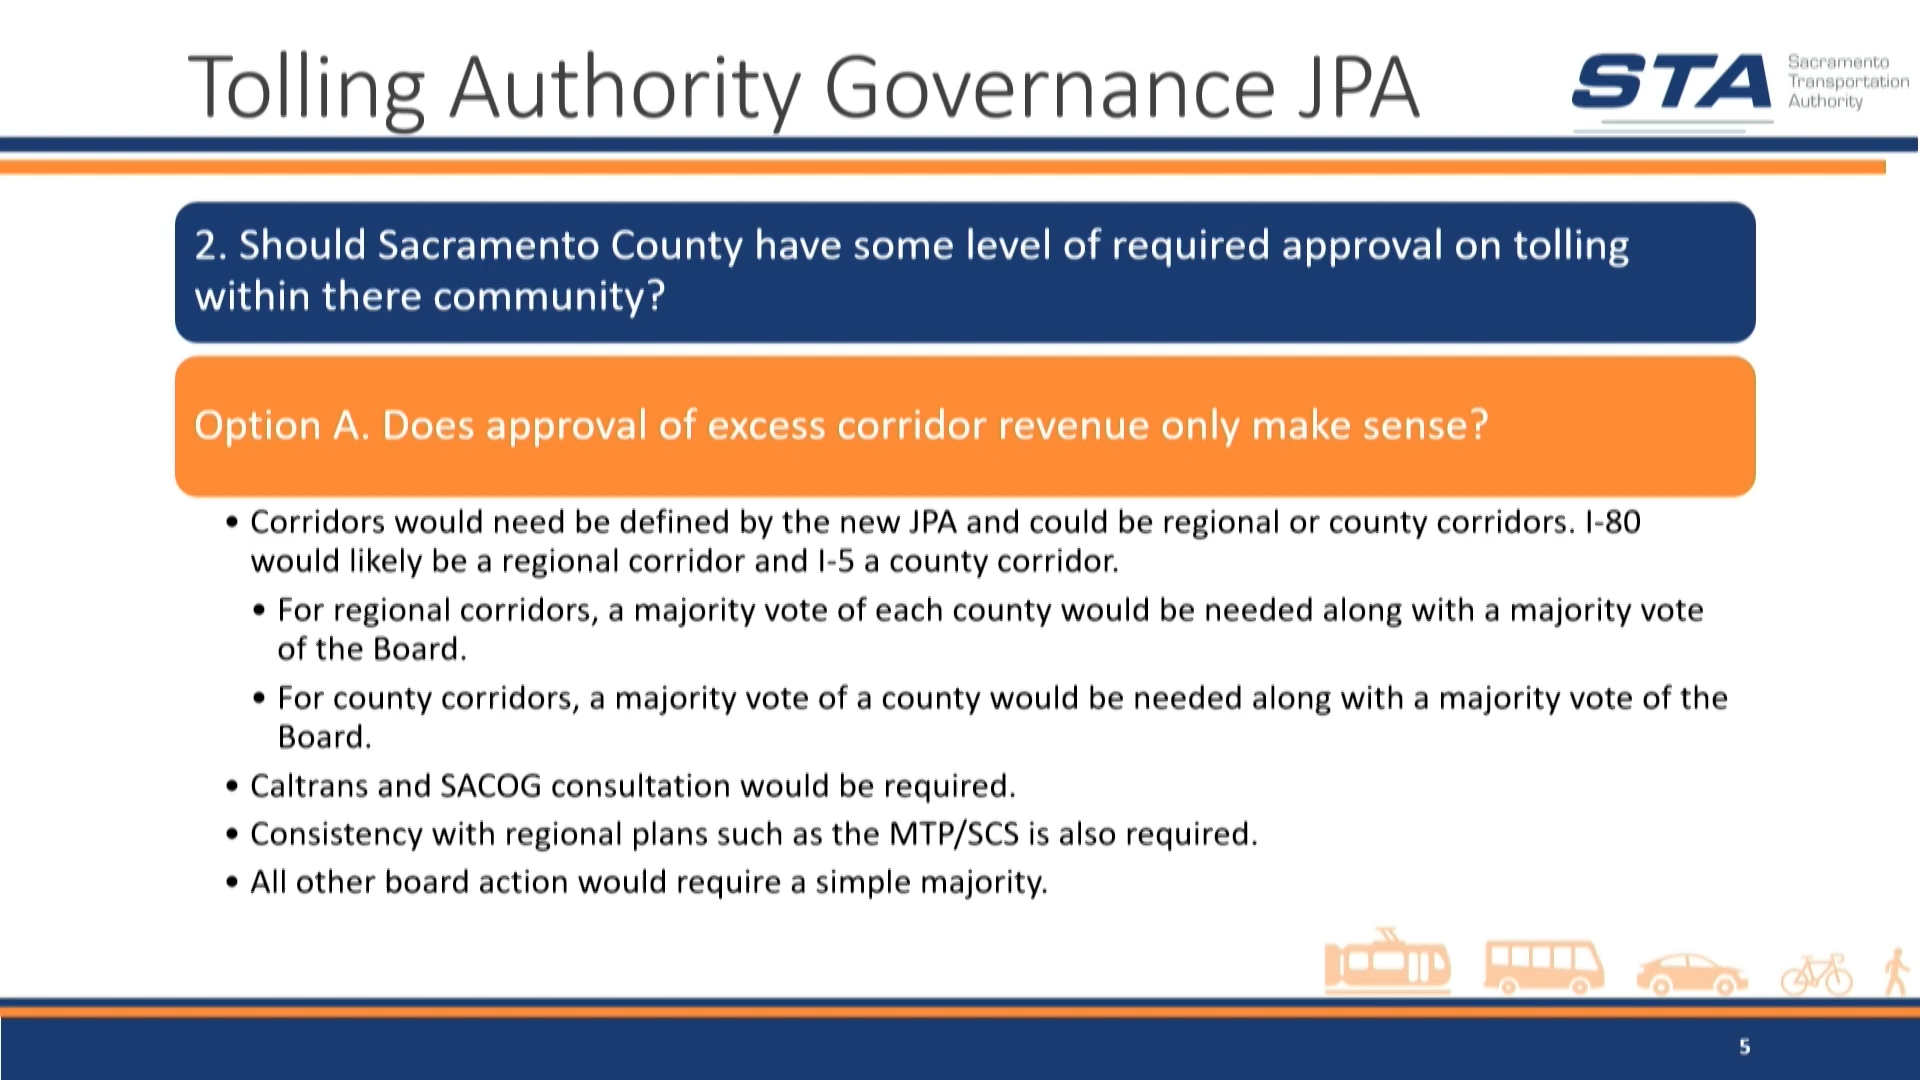 Tolling Authority Governance JPA
STA
Sacramento
Transportation
Authority
2. Should Sacramento County have some level of required approval on tolling
within there community?
Option A. Does approval of excess corridor revenue only make sense?
• Corridors would need be defined by the new JPA and could be regional or county corridors. I-80
would likely be a regional corridor and I-5 a county corridor.
• For regional corridors, a majority vote of each county would be needed along with a majority vote
of the Board.
• For county corridors, a majority vote of a county would be needed along with a majority vote of the
Board.
• Caltrans and SACOG consultation would be required.
• Consistency with regional plans such as the MTP/SCS is also required.
• All other board action would require a simple majority.
5